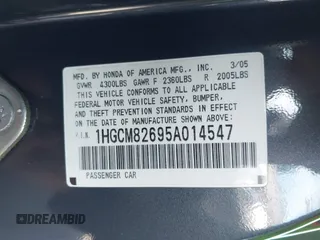 MFD. BY HONDA OF AMERICA MFG., INC. 3/05
GVWR 4300LBS GAWR F 2360LBS R 2005LBS
THIS VEHICLE CONFORMS TO ALL APPLICABLE
FEDERAL MOTOR VEHICLE SAFETY, BUMPER,
AND THEFT PREVENTION STANDARDS IN EFFECT
ON THE DATE OF MANUFACTURE SHOWN ABOVE.
V.I.N. 1HGCM82695A014547
PASSENGER CAR
DREAMBID